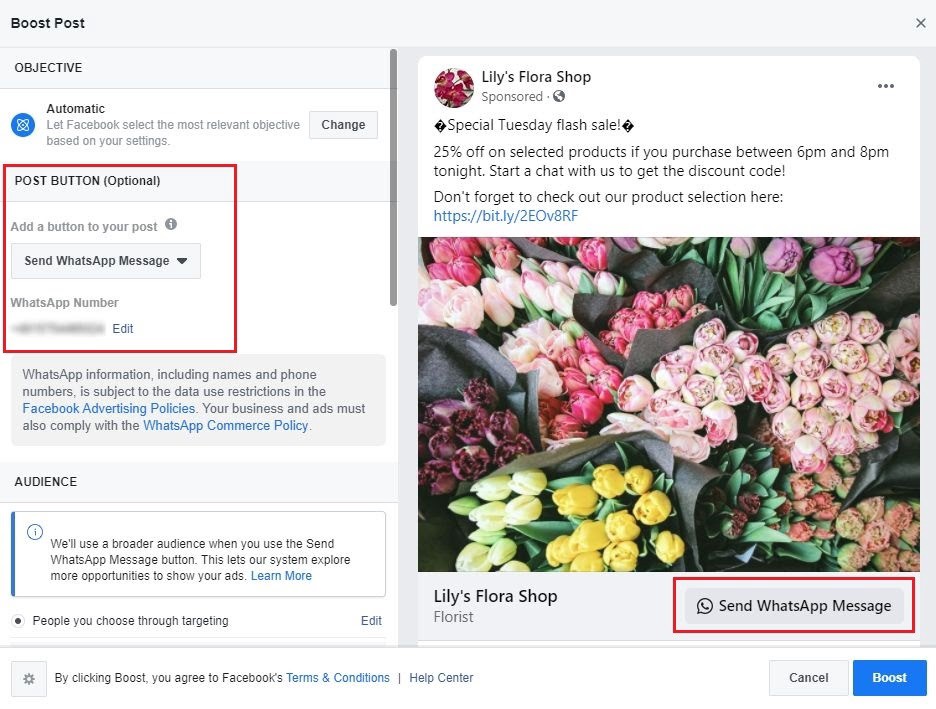 Boost Post
OBJECTIVE
Automatic
Let Facebook select the most relevant objective
based on your settings.
Change
POST BUTTON (Optional)
Add a button to your post
Send WhatsApp Message
WhatsApp Number
Edit
WhatsApp information, including names and phone
numbers, is subject to the data use restrictions in the
Facebook Advertising Policies. Your business and ads must
also comply with the WhatsApp Commerce Policy.
AUDIENCE
We'll use a broader audience when you use the Send
WhatsApp Message button. This lets our system explore
more opportunities to show your ads. Learn More
People you choose through targeting
Edit
Lily's Flora Shop
Sponsored ·
�Special Tuesday flash sale!�
25% off on selected products if you purchase between 6pm and 8pm
tonight. Start a chat with us to get the discount code!
Don't forget to check out our product selection here:
https://bit.ly/2EOv8RF
Lily's Flora Shop
Florist
Send WhatsApp Message
By clicking Boost, you agree to Facebook's Terms & Conditions | Help Center
Cancel
Boost